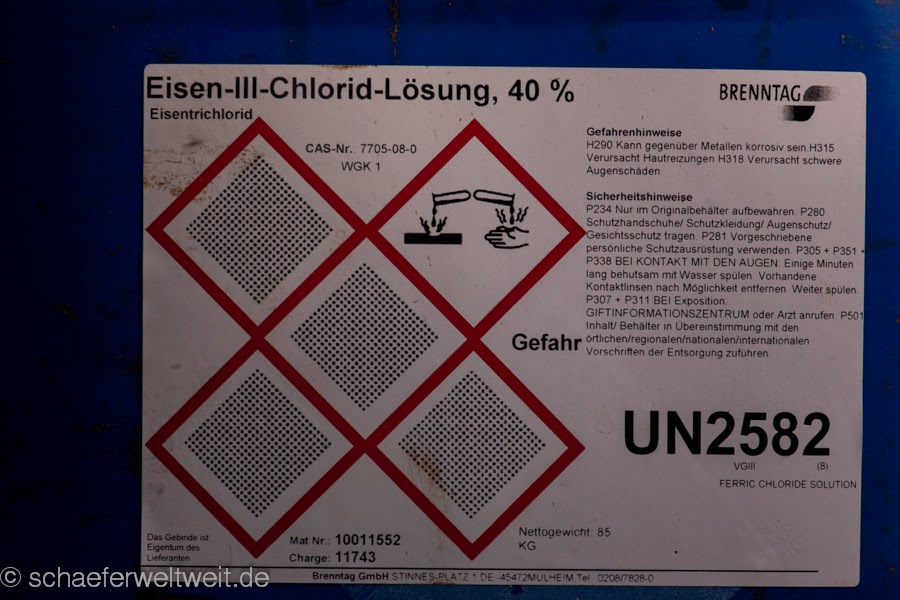 Eisen-III-Chlorid-Lösung, 40 %
Eisentrichlorid
BRENNTAG
CAS-Nr.: 7705-08-0
WGK 1
Gefahrenhinweise
H290 Kann gegenüber Metallen korrosiv sein H315
Verursacht Hautreizungen H318 Verursacht schwere
Augenschäden
Sicherheitshinweise
P234 Nur im Originalbehälter aufbewahren. P280
Schutzhandschuhe/ Schutzkleidung/ Augenschutz/
Gesichtsschutz tragen. P281 Vorgeschriebene
persönliche Schutzausrüstung verwenden. P305 + P351 +
P338 BEI KONTAKT MIT DEN AUGEN. Einige Minuten
lang behutsam mit Wasser spülen. Vorhandene
Kontaktlinsen nach Möglichkeit entfernen. Weiter spülen.
P307 + P311 BEI Exposition
GIFTINFORMATIONSZENTRUM oder Arzt anrufen. P501
Inhalt/ Behälter in Übereinstimmung mit den
örtlichen/regionalen/nationalen/internationalen
Vorschriften der Entsorgung zuführen.
Gefahr
UN2582
VGIII (8)
FERRIC CHLORIDE SOLUTION
Das Gebinde ist
Eigentum des
Lieferanten
Mat Nr.: 10011552
Charge: 11743
Nettogewicht: 85
KG
Brenntag GmbH STINNES-PLATZ 1 DE -45472MÜLHEIM,Tel. 0208/7828-0
© schaeferweltweit.de